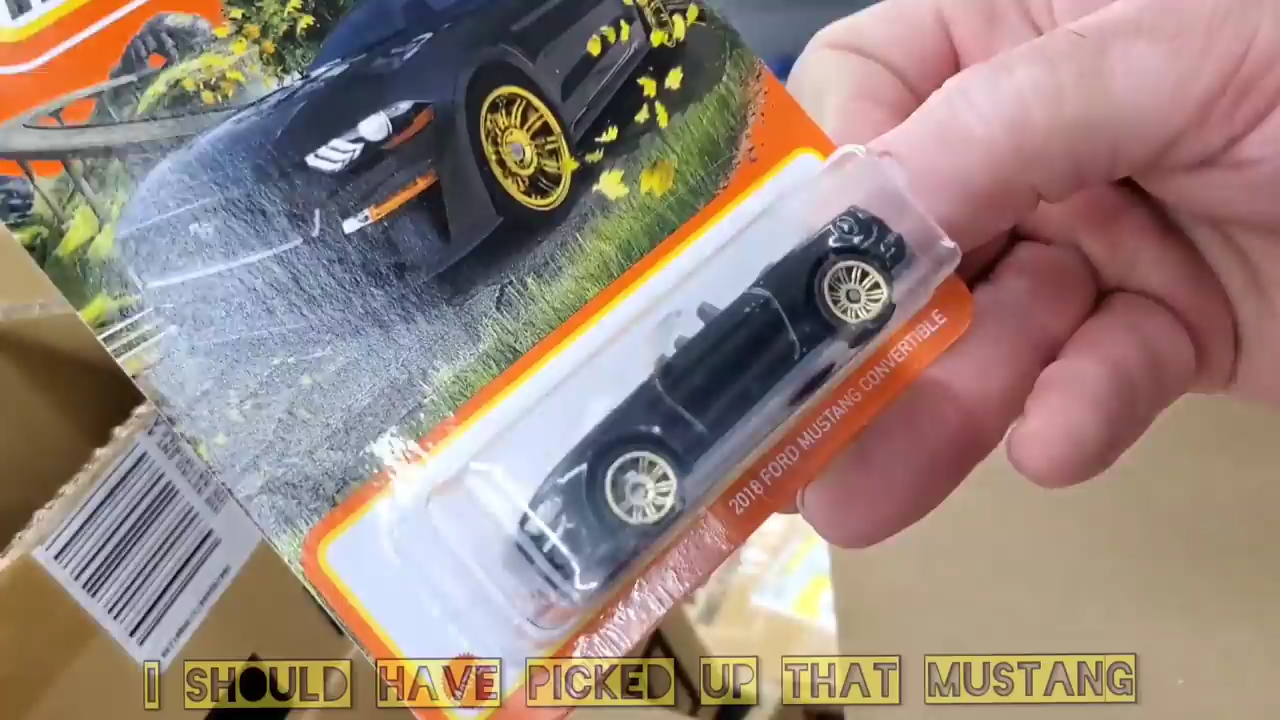 2018 FORD MUSTANG CONVERTIBLE
I SHOULD HAVE PICKED UP THAT MUSTANG